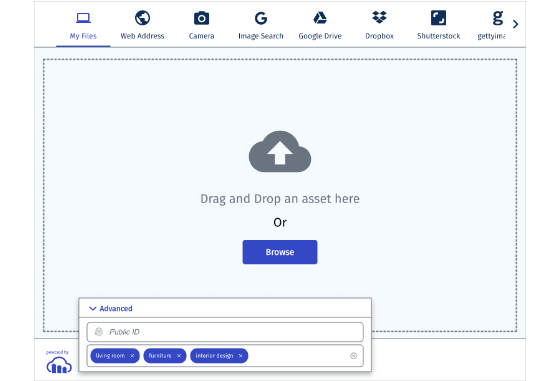 My Files
Web Address
Camera
Image Search
Google Drive
Dropbox
Shutterstock
gettyima
Drag and Drop an asset here
Or
Browse
Advanced
Public ID
living room
furniture
interior design
powered by